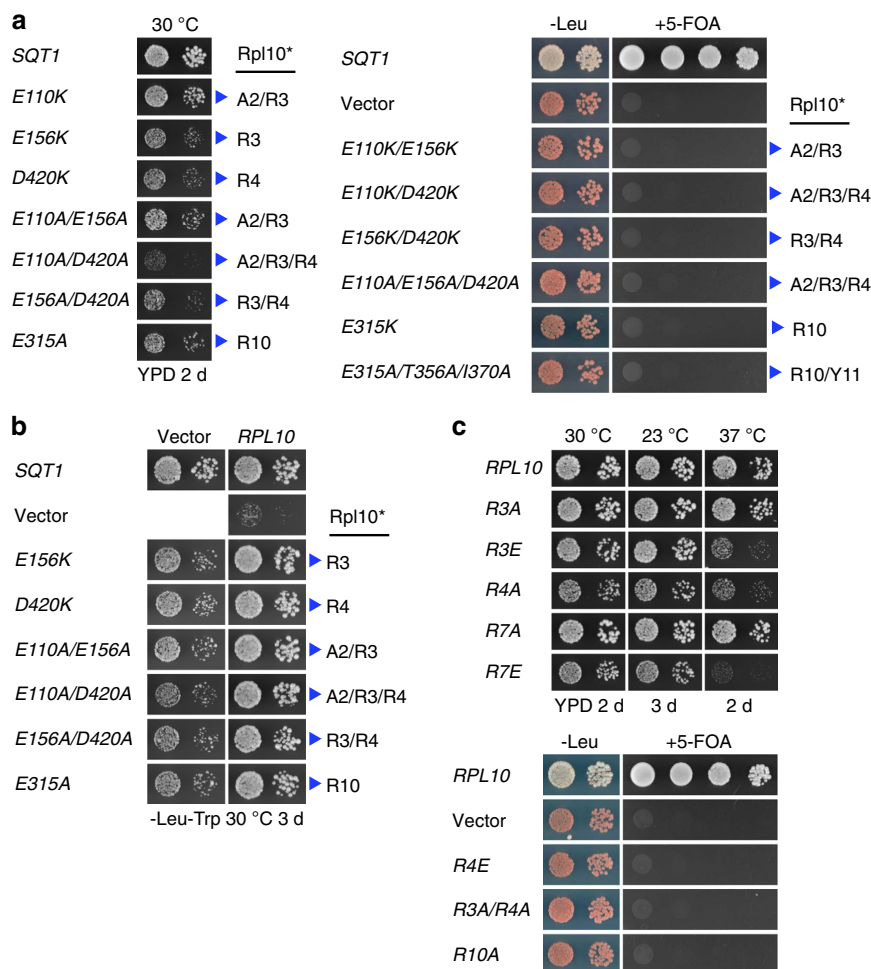 a
30 °C
Rpl10*
SQT1
E110K
A2/R3
E156K
R3
D420K
R4
E110A/E156A
A2/R3
E110A/D420A
A2/R3/R4
E156A/D420A
R3/R4
E315A
R10
YPD 2 d
-Leu
+5-FOA
SQT1
Vector
Rpl10*
E110K/E156K
A2/R3
E110K/D420K
A2/R3/R4
E156K/D420K
R3/R4
E110A/E156A/D420A
A2/R3/R4
E315K
R10
E315A/T356A/I370A
R10/Y11
b
Vector
RPL10
SQT1
Vector
Rpl10*
E156K
R3
D420K
R4
E110A/E156A
A2/R3
E110A/D420A
A2/R3/R4
E156A/D420A
R3/R4
E315A
R10
-Leu-Trp 30 °C 3 d
c
30 °C 23 °C 37 °C
RPL10
R3A
R3E
R4A
R7A
R7E
YPD 2 d 3 d 2 d
-Leu
+5-FOA
RPL10
Vector
R4E
R3A/R4A
R10A